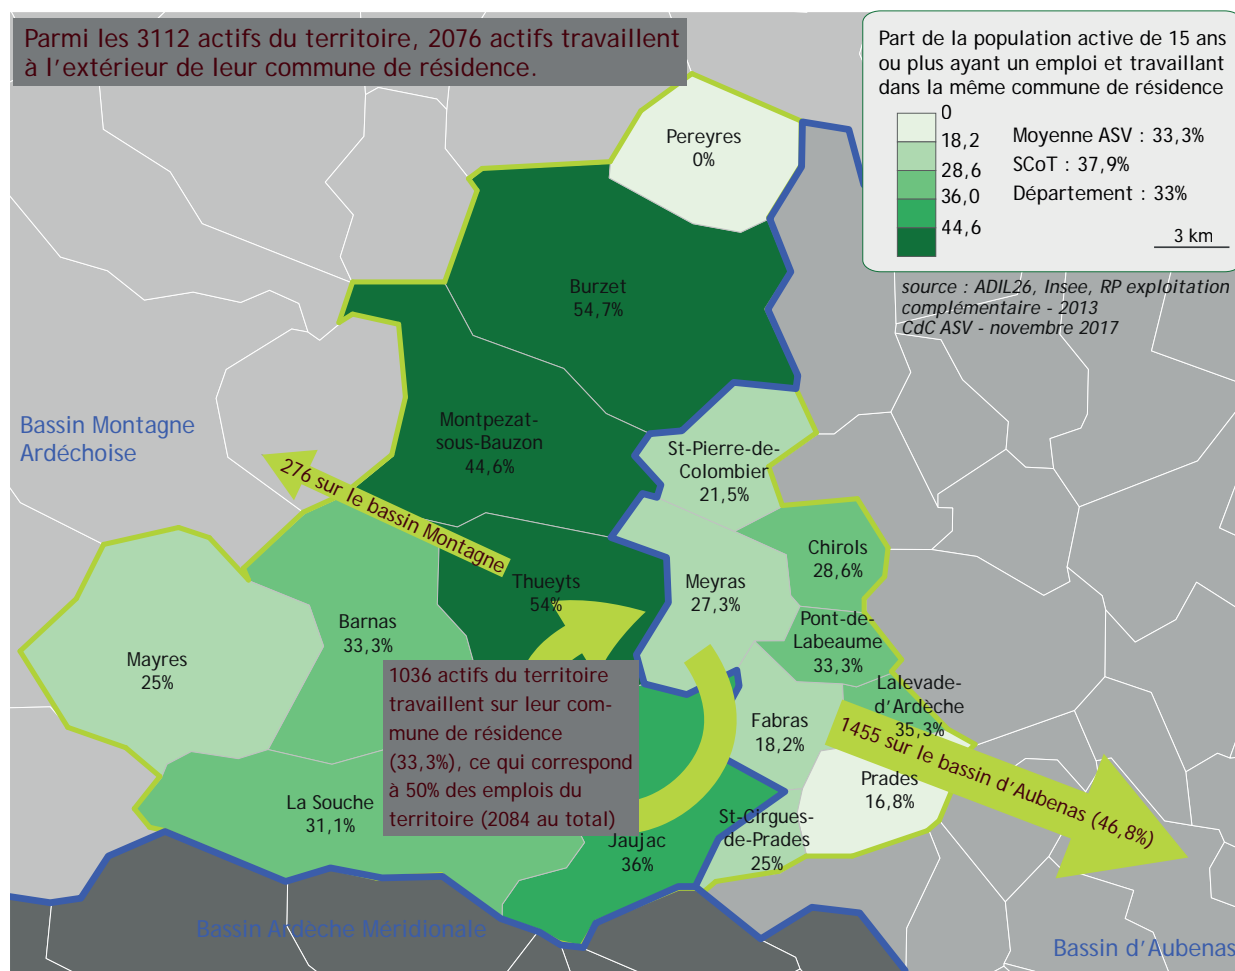 Parmi les 3112 actifs du territoire, 2076 actifs travaillent
à l'extérieur de leur commune de résidence.
Part de la population active de 15 ans
ou plus ayant un emploi et travaillant
dans la même commune de résidence
0
18,2
28,6
36,0
44,6
Moyenne ASV : 33,3%
SCoT : 37,9%
Département : 33%
3 km
source : ADIL26, Insee, RP exploitation
complémentaire - 2013
CdC ASV - novembre 2017
Pereyres
0%
Burzet
54,7%
Bassin Montagne
Ardéchoise
Montpezat-
sous-Bauzon
44,6%
St-Pierre-de-
Colombier
21,5%
276 sur le bassin Montagne
Thueyts
54%
Meyras
27,3%
Chirols
28,6%
Barnas
33,3%
Pont-de-
Labeaume
33,3%
Mayres
25%
1036 actifs du territoire
travaillent sur leur com-
mune de résidence
(33,3%), ce qui correspond
à 50% des emplois du
territoire (2084 au total)
Lalevade-
d'Ardèche
35,3%
Fabras
18,2%
1455 sur le bassin d'Aubenas (46,8%)
Prades
16,8%
La Souche
31,1%
Jaujac
36%
St-Cirgues-
de-Prades
25%
Bassin Ardèche Méridionale
Bassin d'Aubenas